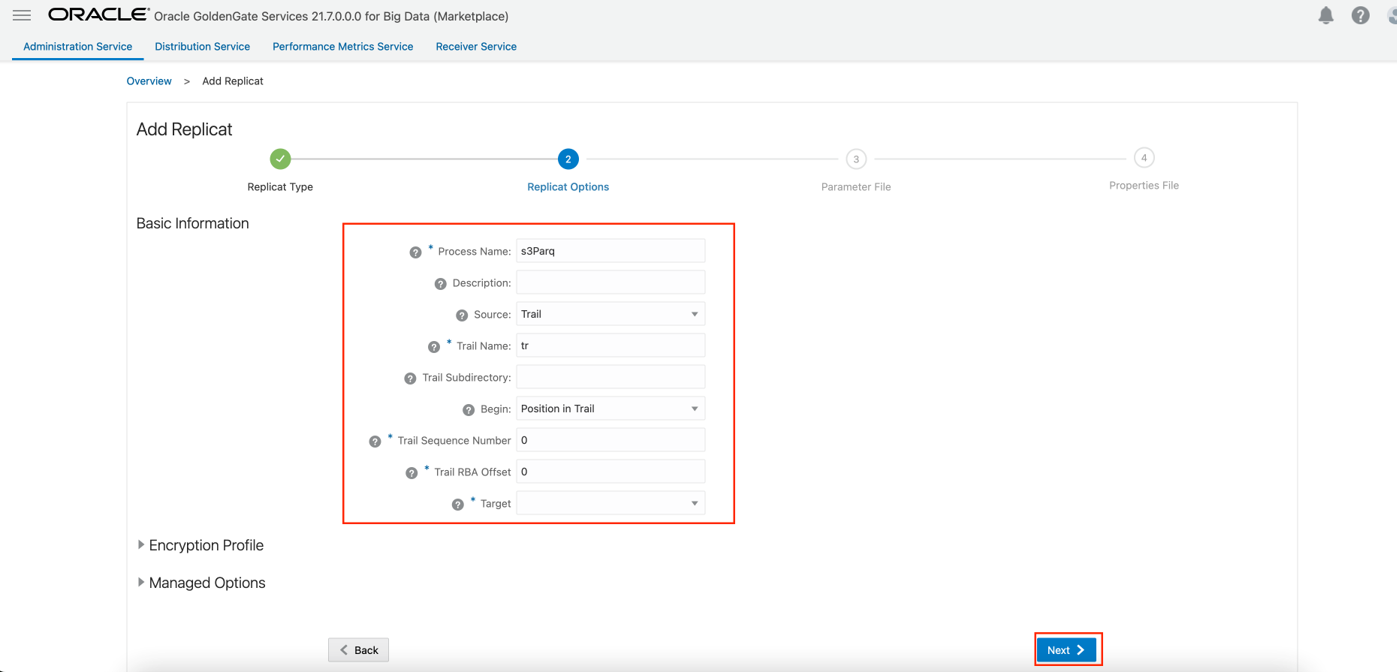 ORACLE® Oracle GoldenGate Services 21.7.0.0.0 for Big Data (Marketplace)
Administration Service Distribution Service Performance Metrics Service Receiver Service
Overview > Add Replicat
Add Replicat
2 3 4
Replicat Type Replicat Options Parameter File Properties File
Basic Information
? * Process Name: s3Parq
? Description:
? Source: Trail
? * Trail Name: tr
? Trail Subdirectory:
? Begin: Position in Trail
? * Trail Sequence Number 0
? * Trail RBA Offset 0
? * Target
Encryption Profile
Managed Options
Back Next